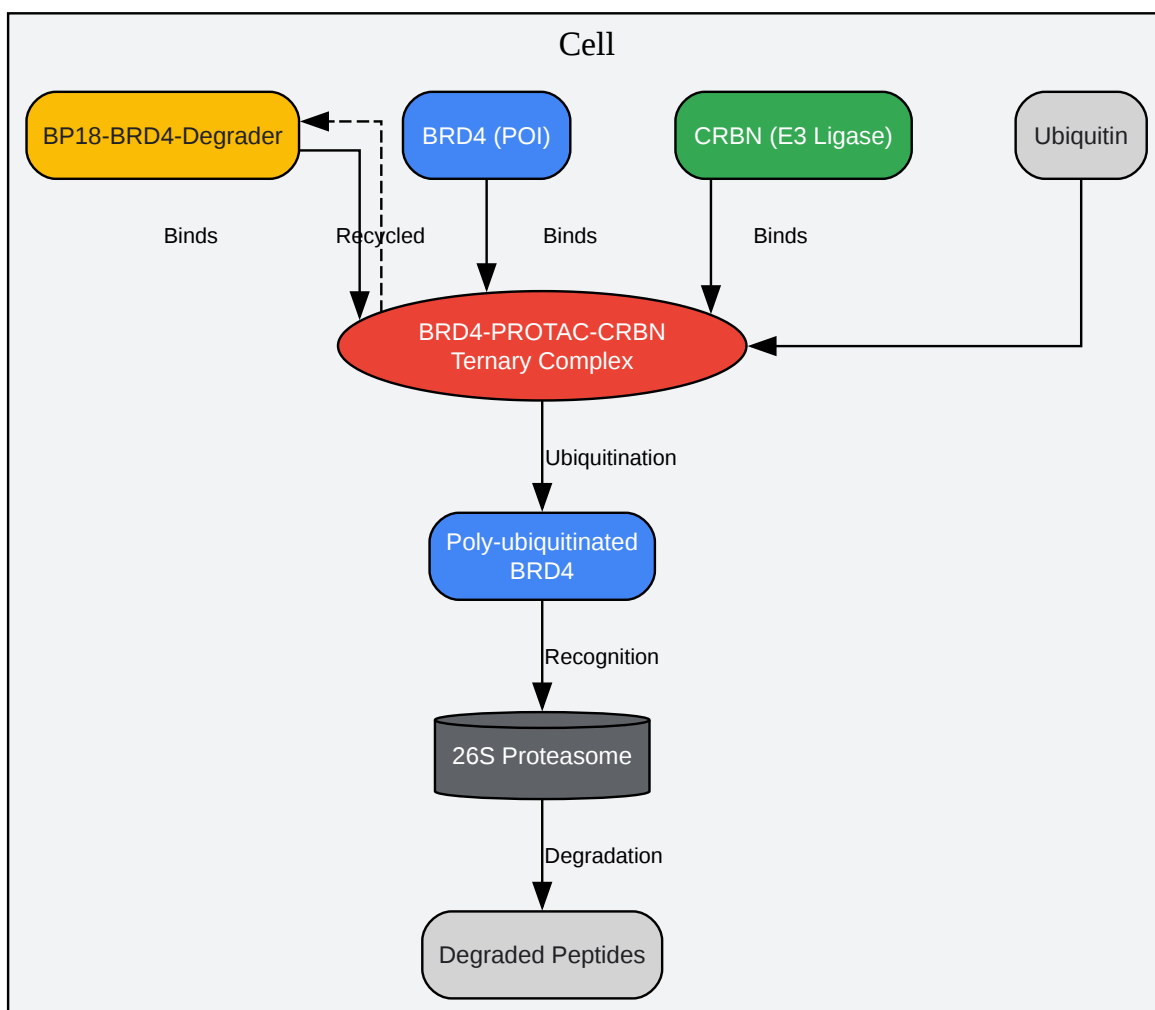 Cell
BP18-BRD4-Degrader
BRD4 (POI)
CRBN (E3 Ligase)
Ubiquitin
Binds
Recycled
Binds
Binds
BRD4-PROTAC-CRBN
Ternary Complex
Ubiquitination
Poly-ubiquitinated
BRD4
Recognition
26S Proteasome
Degradation
Degraded Peptides